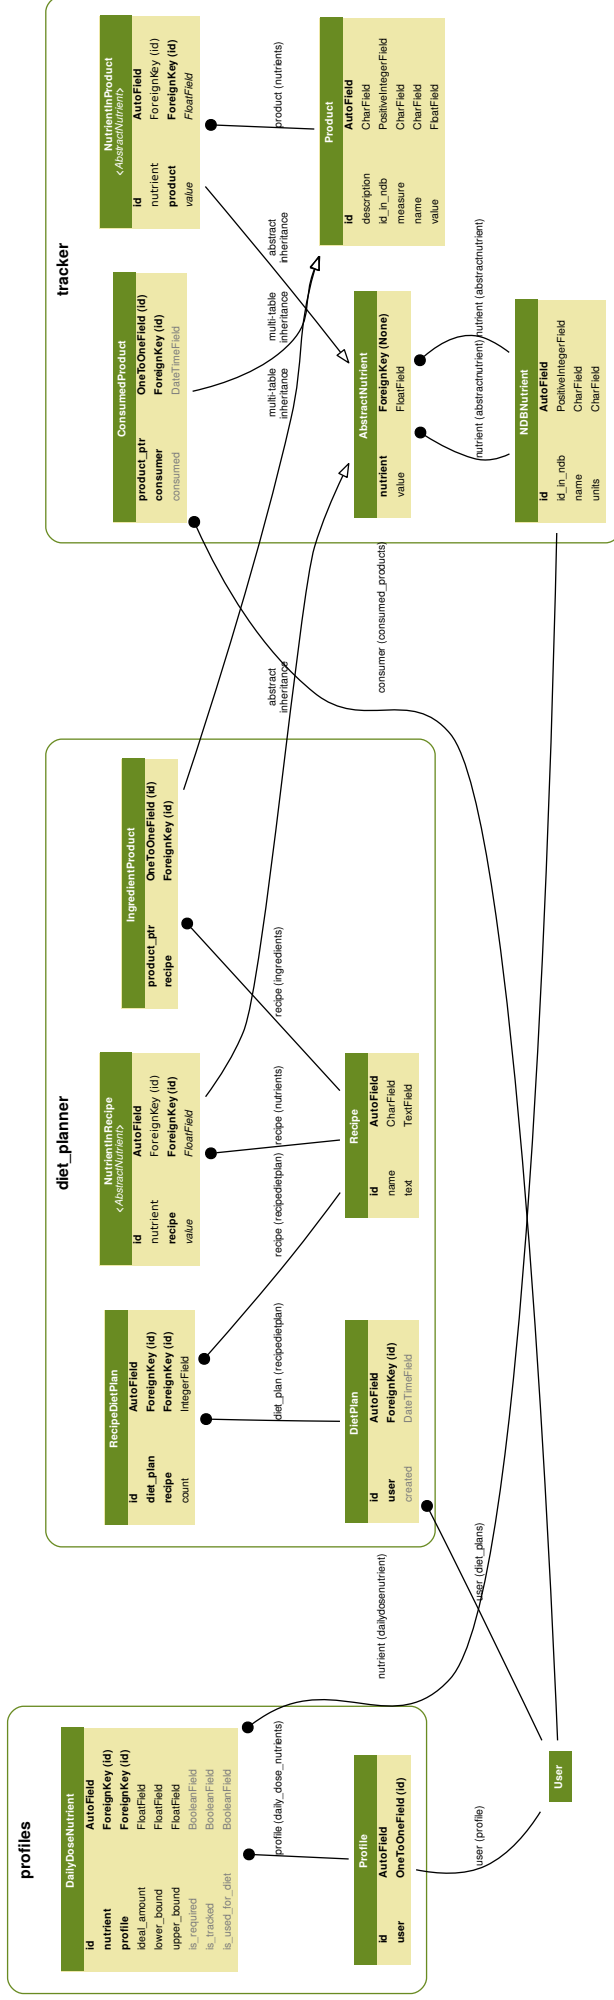 profiles
DailyDoseNutrient
id AutoField
nutrient ForeignKey (id)
profile ForeignKey (id)
ideal_amount FloatField
lower_bound FloatField
upper_bound FloatField
is_required BooleanField
is_tracked BooleanField
is_used_for_diet BooleanField
profile (daily_dose_nutrients)
Profile
id AutoField
user OneToOneField (id)
user (profile)
User
nutrient (dailydosenutrient)
user (diet_plans)
diet_planner
RecipeDietPlan
id AutoField
diet_plan ForeignKey (id)
recipe ForeignKey (id)
count IntegerField
diet_plan (recipedietplan)
DietPlan
id AutoField
user ForeignKey (id)
created DateTimeField
NutrientInRecipe
<AbstractNutrient>
id AutoField
nutrient ForeignKey (id)
recipe ForeignKey (id)
value FloatField
recipe (recipedietplan)
recipe (nutrients)
Recipe
id AutoField
name CharField
text TextField
IngredientProduct
product_ptr OneToOneField (id)
recipe ForeignKey (id)
recipe (ingredients)
abstract
inheritance
consumer (consumed_products)
tracker
ConsumedProduct
product_ptr OneToOneField (id)
consumer ForeignKey (id)
consumed DateTimeField
multi-table
inheritance
multi-table
inheritance
abstract
inheritance
NutrientInProduct
<AbstractNutrient>
id AutoField
nutrient ForeignKey (id)
product ForeignKey (id)
value FloatField
product (nutrients)
Product
id AutoField
description CharField
id_in_ndb PositiveIntegerField
measure CharField
name CharField
value FloatField
AbstractNutrient
nutrient ForeignKey (None)
value FloatField
nutrient (abstractnutrient)
nutrient (abstractnutrient)
NDBNutrient
id AutoField
id_in_ndb PositiveIntegerField
name CharField
units CharField